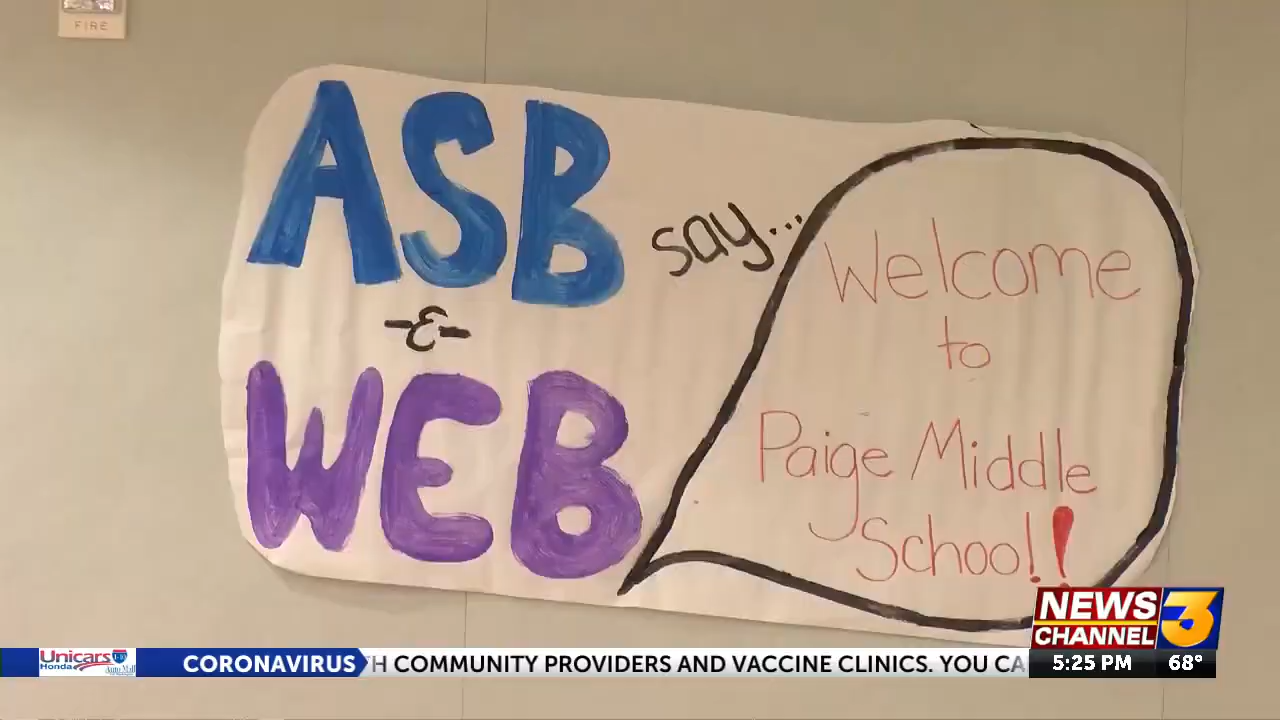 FIRE
ASB
say...
-&-
WEB
Welcome
to
Paige Middle
School!!
NEWS
CHANNEL 3
5:25 PM 68°
Unicars
Honda
CORONAVIRUS
H COMMUNITY PROVIDERS AND VACCINE CLINICS. YOU CA